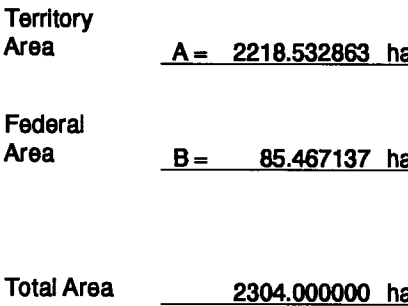 Territory
Area A = 2218.532863 ha
Federal
Area B = 85.467137 ha
Total Area 2304.000000 ha